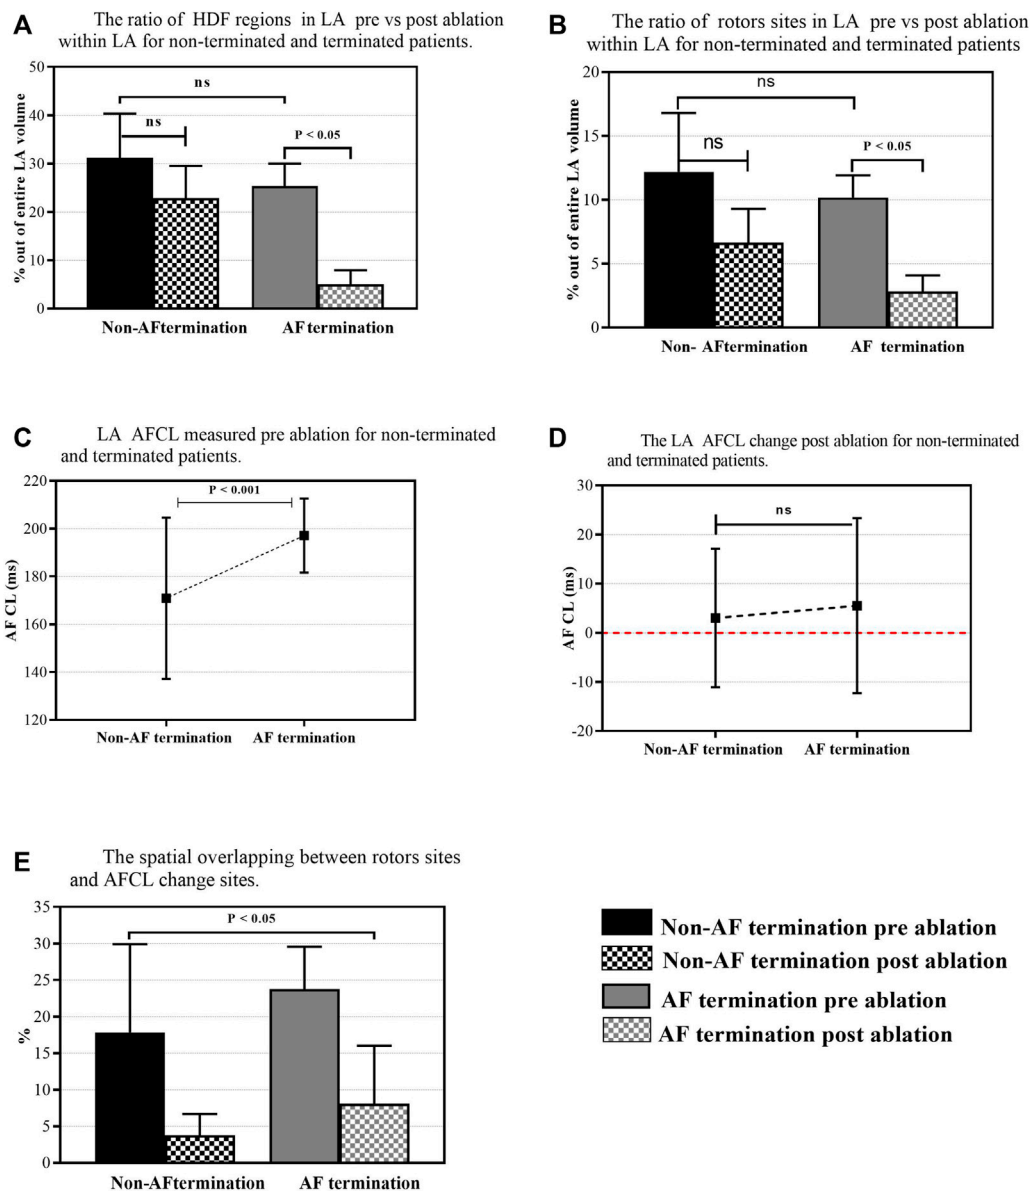 A
The ratio of HDF regions in LA pre vs post ablation
within LA for non-terminated and terminated patients.
% out of entire LA volume
50
40
30
20
10
0
ns
ns
P < 0.05
Non-AFtermination
AFtermination
B
The ratio of rotors sites in LA pre vs post ablation
within LA for non-terminated and terminated patients
% out of entire LA volume
20
15
10
5
0
ns
ns
P < 0.05
Non- AFtermination
AF termination
C
LA AFCL measured pre ablation for non-terminated
and terminated patients.
AF CL (ms)
220
200
180
160
140
120
P < 0.001
Non-AF termination
AF termination
D
The LA AFCL change post ablation for non-terminated
and terminated patients.
AF CL (ms)
30
20
10
0
-10
-20
ns
Non-AF termination
AF termination
E
The spatial overlapping between rotors sites
and AFCL change sites.
%
35
30
25
20
15
10
5
0
P < 0.05
Non-AFtermination
AF termination
Non-AF termination pre ablation
Non-AF termination post ablation
AF termination pre ablation
AF termination post ablation